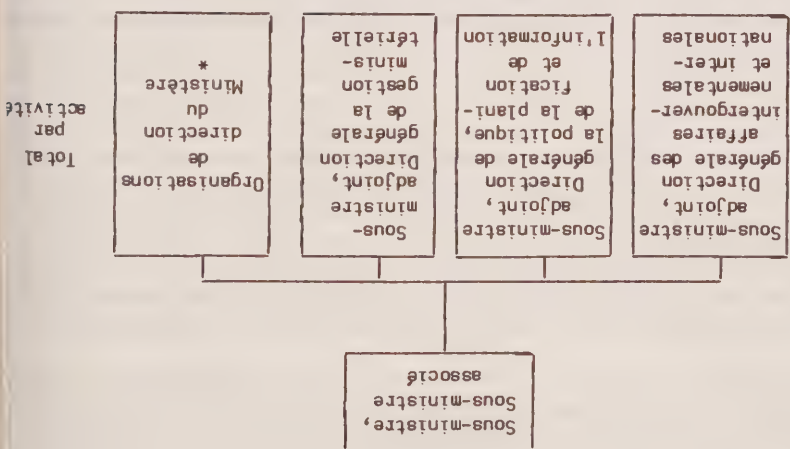 Sous-ministre,
Sous-ministre
associé
Sous-ministre
adjoint,
Direction
générale des
affaires
intergouver-
nementales
et inter-
nationales
Sous-ministre
adjoint,
Direction
générale de
la politique,
de la plani-
fication
et de
l'information
Sous-
ministre
adjoint,
Direction
générale
de la
gestion
minis-
térielle
Organisations
de
direction
du
Ministère
*
Total
par
activité